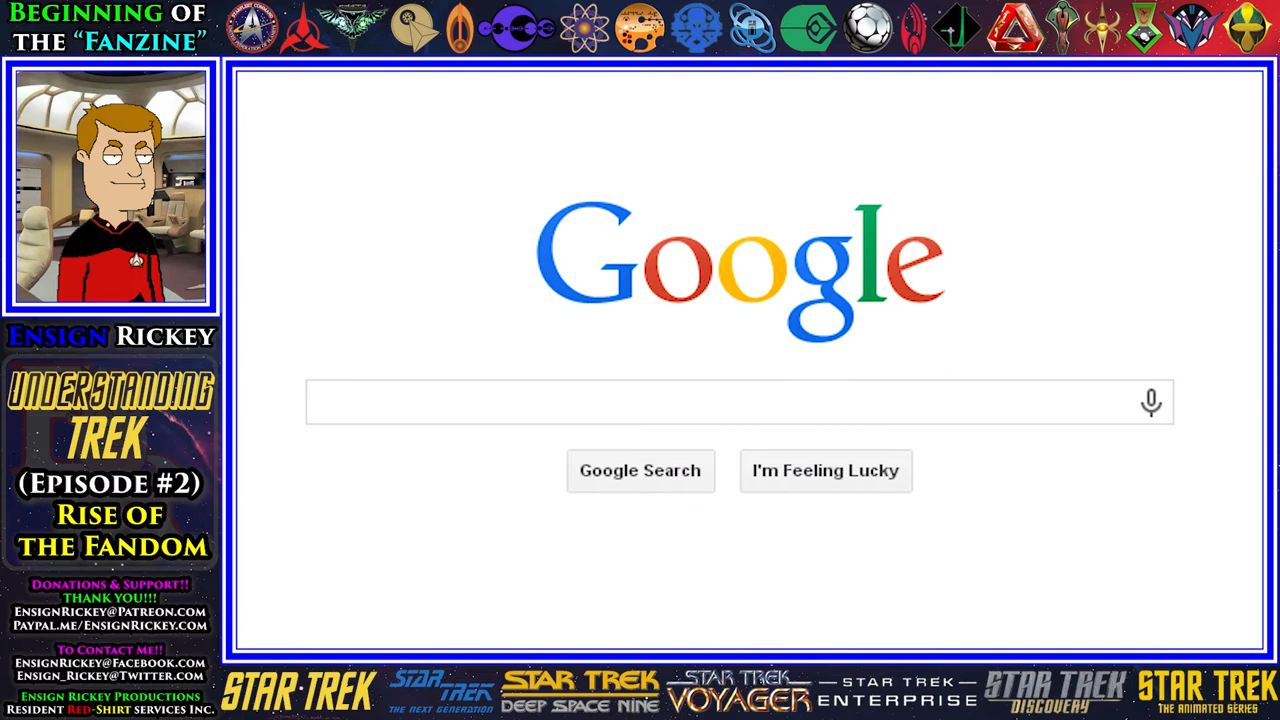 BEGINNING OF
THE “FANZINE”
ENSIGN RICKEY
UNDERSTANDING
TREK
(EPISODE #2)
RISE OF
THE FANDOM
DONATIONS & SUPPORT!!
THANK YOU!!!
ENSIGNRICKEY@PATREON.COM
PAYPAL.ME/ENSIGNRICKEY.COM
TO CONTACT ME!!
ENSIGNRICKEY@FACEBOOK.COM
ENSIGN_RICKEY@TWITTER.COM
ENSIGN RICKEY PRODUCTIONS
RESIDENT RED-SHIRT SERVICES INC.
Google
Google Search
I'm Feeling Lucky
STAR TREK
STAR TREK THE NEXT GENERATION
STAR TREK DEEP SPACE NINE
STAR TREK VOYAGER
STAR TREK ENTERPRISE
STAR TREK DISCOVERY
STAR TREK THE ANIMATED SERIES